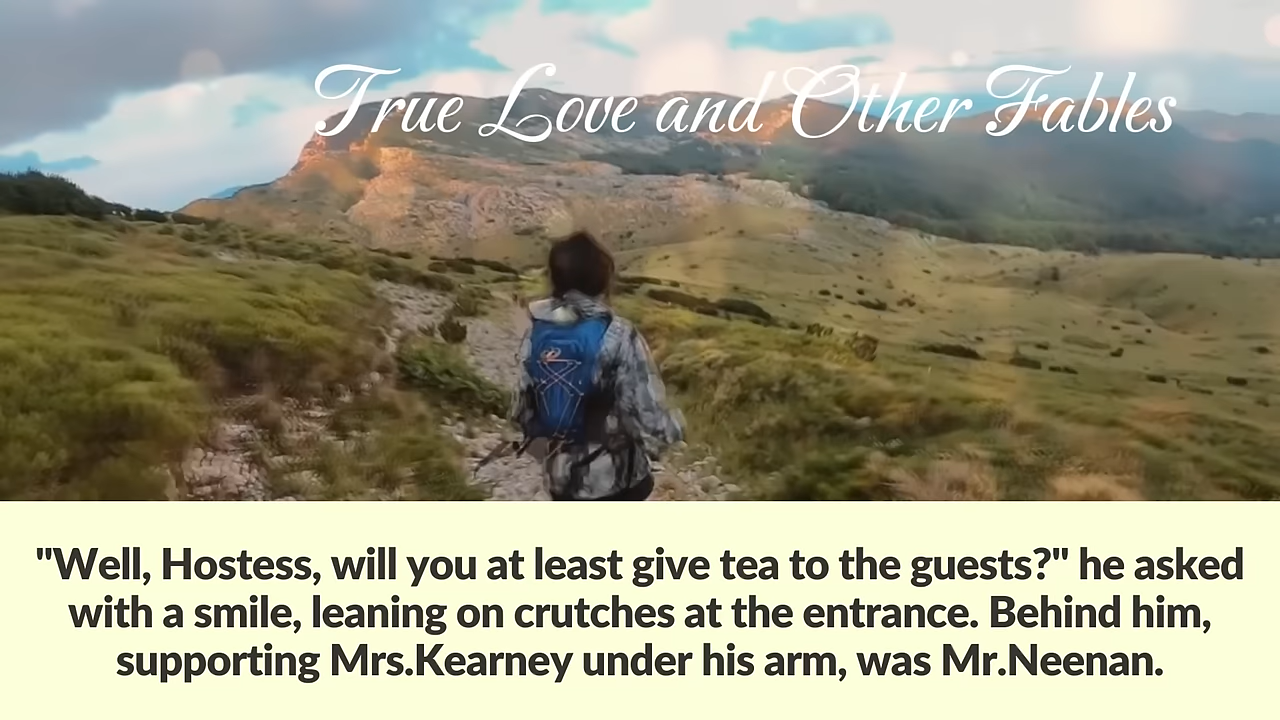 True Love and Other Fables
"Well, Hostess, will you at least give tea to the guests?" he asked
with a smile, leaning on crutches at the entrance. Behind him,
supporting Mrs.Kearney under his arm, was Mr.Neenan.